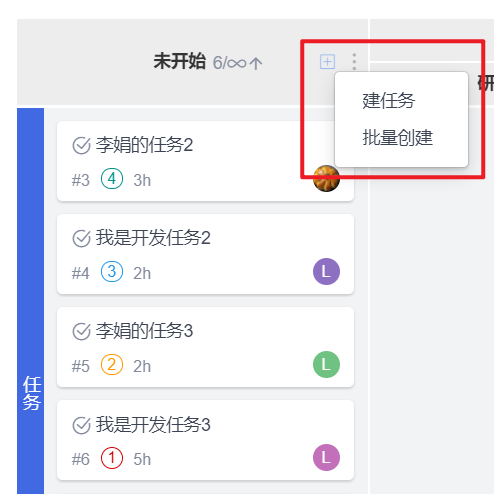 未开始 6/∞↑
研
建任务
批量创建
李娟的任务2
#3 4 3h
我是开发任务2
#4 3 2h L
李娟的任务3
#5 2 2h L
我是开发任务3
#6 1 5h L
任务